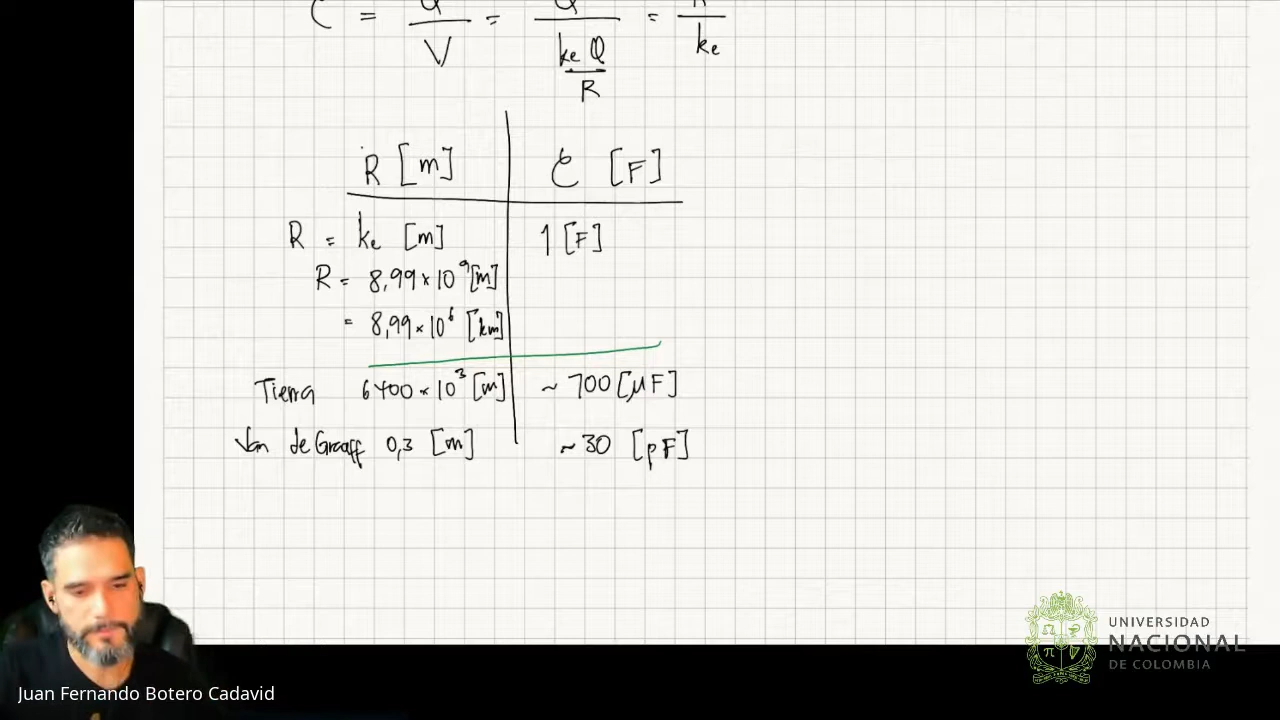 C = Q/V = Q/(ke Q/R) = R/ke
R [m] C [F]
R = ke [m] 1 [F]
R = 8,99 × 10^9 [m]
= 8,99 × 10^6 [km]
Tierra 6400 × 10^3 [m] ~ 700 [μF]
Van de Graaff 0,3 [m] ~ 30 [pF]
UNIVERSIDAD
NACIONAL
DE COLOMBIA
Juan Fernando Botero Cadavid